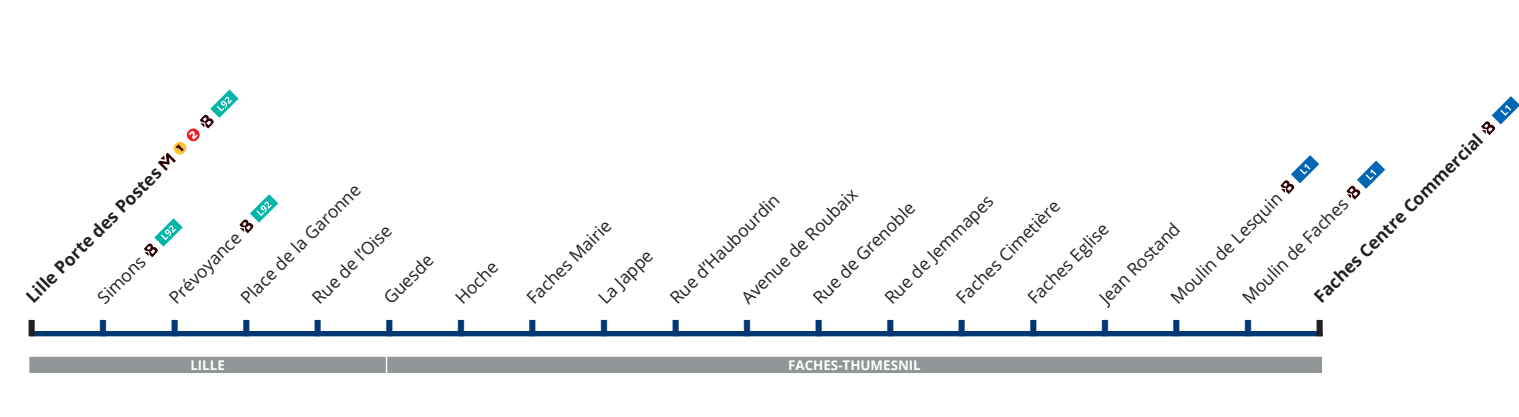 Lille Porte des Postes M 1 2 B L92
Simons B L92
Prévoyance B L92
Place de la Garonne
Rue de l'Oise
Guesde
Hoche
Faches Mairie
La Jappe
Rue d'Haubourdin
Avenue de Roubaix
Rue de Grenoble
Rue de Jemmapes
Faches Cimetière
Faches Eglise
Jean Rostand
Moulin de Lesquin B L1
Moulin de Faches B L1
Faches Centre Commercial B L1
LILLE
FACHES-THUMESNIL